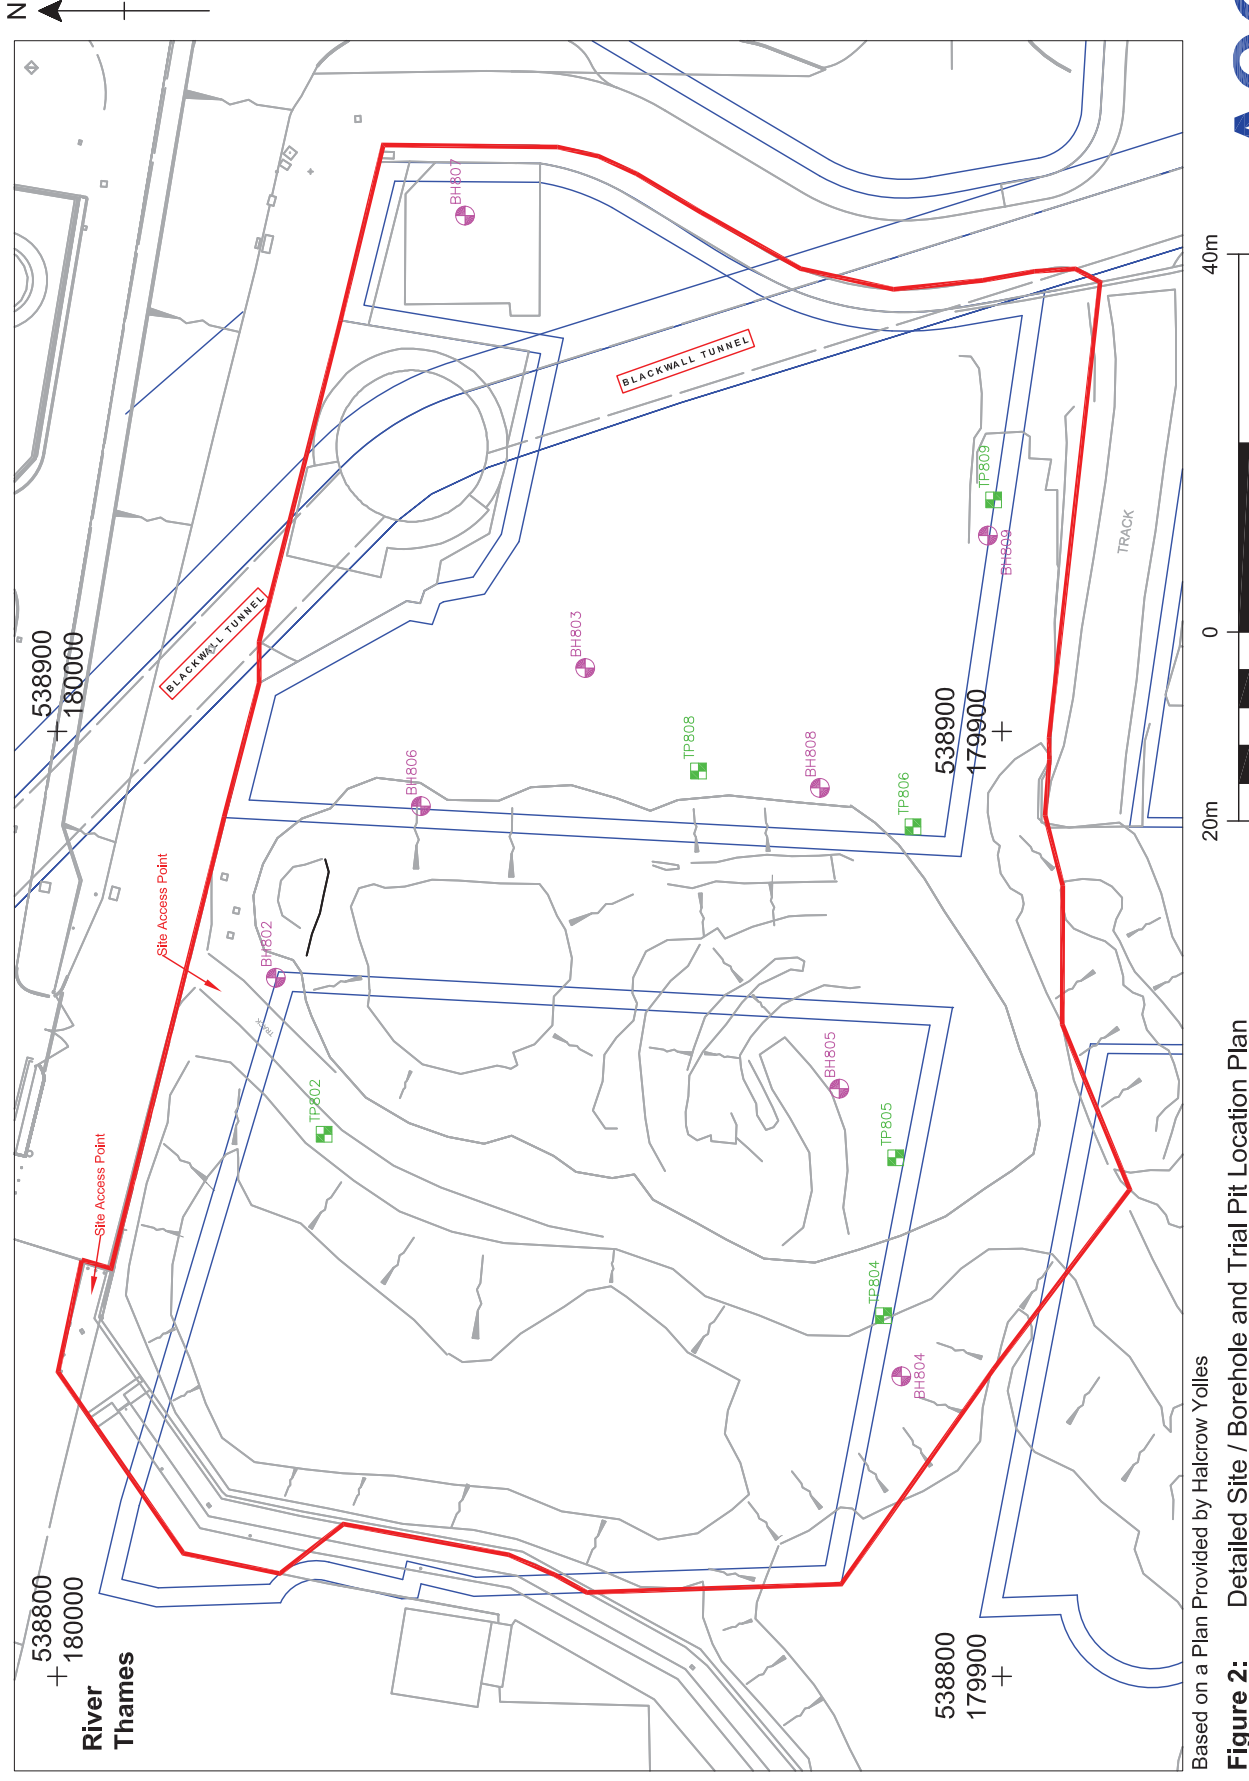 N
538900
180000
538800
180000
River
Thames
BLACKWALL TUNNEL
BLACKWALL TUNNEL
Site Access Point
Site Access Point
BH807
BH803
BH806
BH802
BH808
BH809
BH805
BH804
TP809
TP808
TP806
TP802
TP805
TP804
TRACK
TRACK
538900
179900
538800
179900
Based on a Plan Provided by Halcrow Yolles
20m
0
40m
Figure 2: Detailed Site / Borehole and Trial Pit Location Plan